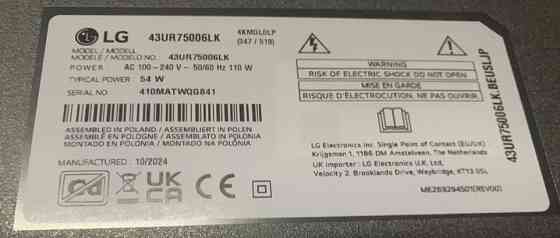 LG 43UR75006LK 4KMGLDLP
(347 / 519)
MODEL / MODELL
MODÈLE / MODELO NO. 43UR75006LK
POWER AC 100-240 V~ 50/60 Hz 110 W
TYPICAL POWER 54 W
SERIAL NO 410MATWQG841
ASSEMBLED IN POLAND / ASSEMBLIERT IN POLEN
ASSEMBLÉ EN POLOGNE / ASSEMBLATO IN POLONIA
MONTADO EN POLONIA / MONTADO NA POLÓNIA
MANUFACTURED : 10/2024
UK
CA
CE
WARNING
RISK OF ELECTRIC SHOCK DO NOT OPEN
MISE EN GARDE
RISQUE D'ÉLECTROCUTION. NE PAS OUVRIR
LG Electronics Inc. Single Point of Contact (EU/UK)
Krijgsman 1, 1186 DM Amstelveen, The Netherlands
UK importer : LG Electronics U.K. Ltd,
Velocity 2, Brooklands Drive, Weybridge, KT13 0SL
43UR75006LK.BEUSLJP